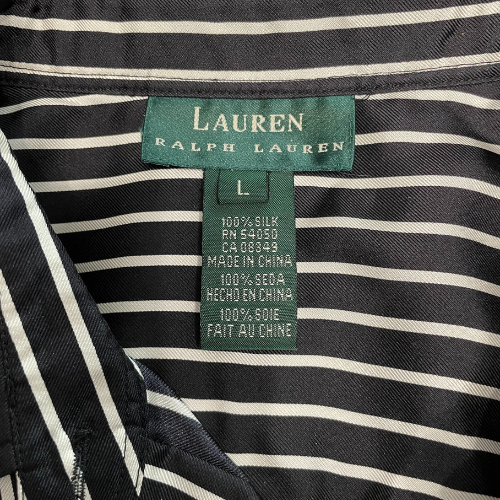 LAUREN
RALPH LAUREN
L
100% SILK
RN 54050
CA 08349
MADE IN CHINA
100% SEDA
HECHO EN CHINA
100% SOIE
FAIT AU CHINE